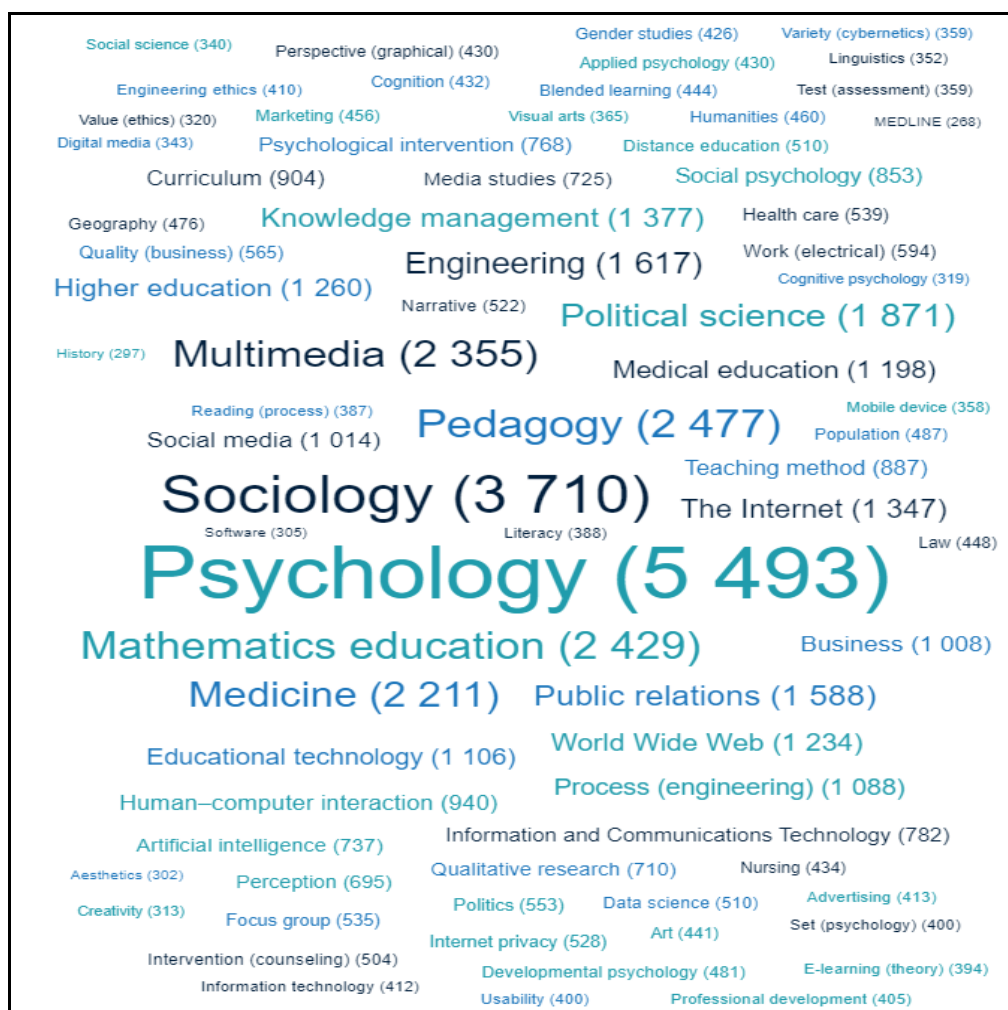 Social science (340)
Perspective (graphical) (430)
Gender studies (426)
Variety (cybernetics) (359)
Applied psychology (430)
Linguistics (352)
Engineering ethics (410)
Cognition (432)
Blended learning (444)
Test (assessment) (359)
Value (ethics) (320)
Marketing (456)
Visual arts (365)
Humanities (460)
MEDLINE (268)
Digital media (343)
Psychological intervention (768)
Distance education (510)
Curriculum (904)
Media studies (725)
Social psychology (853)
Geography (476)
Knowledge management (1 377)
Health care (539)
Quality (business) (565)
Engineering (1 617)
Work (electrical) (594)
Cognitive psychology (319)
Higher education (1 260)
Narrative (522)
Political science (1 871)
History (297)
Multimedia (2 355)
Medical education (1 198)
Reading (process) (387)
Pedagogy (2 477)
Mobile device (358)
Social media (1 014)
Population (487)
Teaching method (887)
Sociology (3 710)
The Internet (1 347)
Software (305)
Literacy (388)
Law (448)
Psychology (5 493)
Mathematics education (2 429)
Business (1 008)
Medicine (2 211)
Public relations (1 588)
Educational technology (1 106)
World Wide Web (1 234)
Process (engineering) (1 088)
Human–computer interaction (940)
Information and Communications Technology (782)
Artificial intelligence (737)
Aesthetics (302)
Perception (695)
Qualitative research (710)
Nursing (434)
Creativity (313)
Focus group (535)
Politics (553)
Data science (510)
Advertising (413)
Set (psychology) (400)
Internet privacy (528)
Art (441)
Intervention (counseling) (504)
Developmental psychology (481)
E-learning (theory) (394)
Information technology (412)
Usability (400)
Professional development (405)